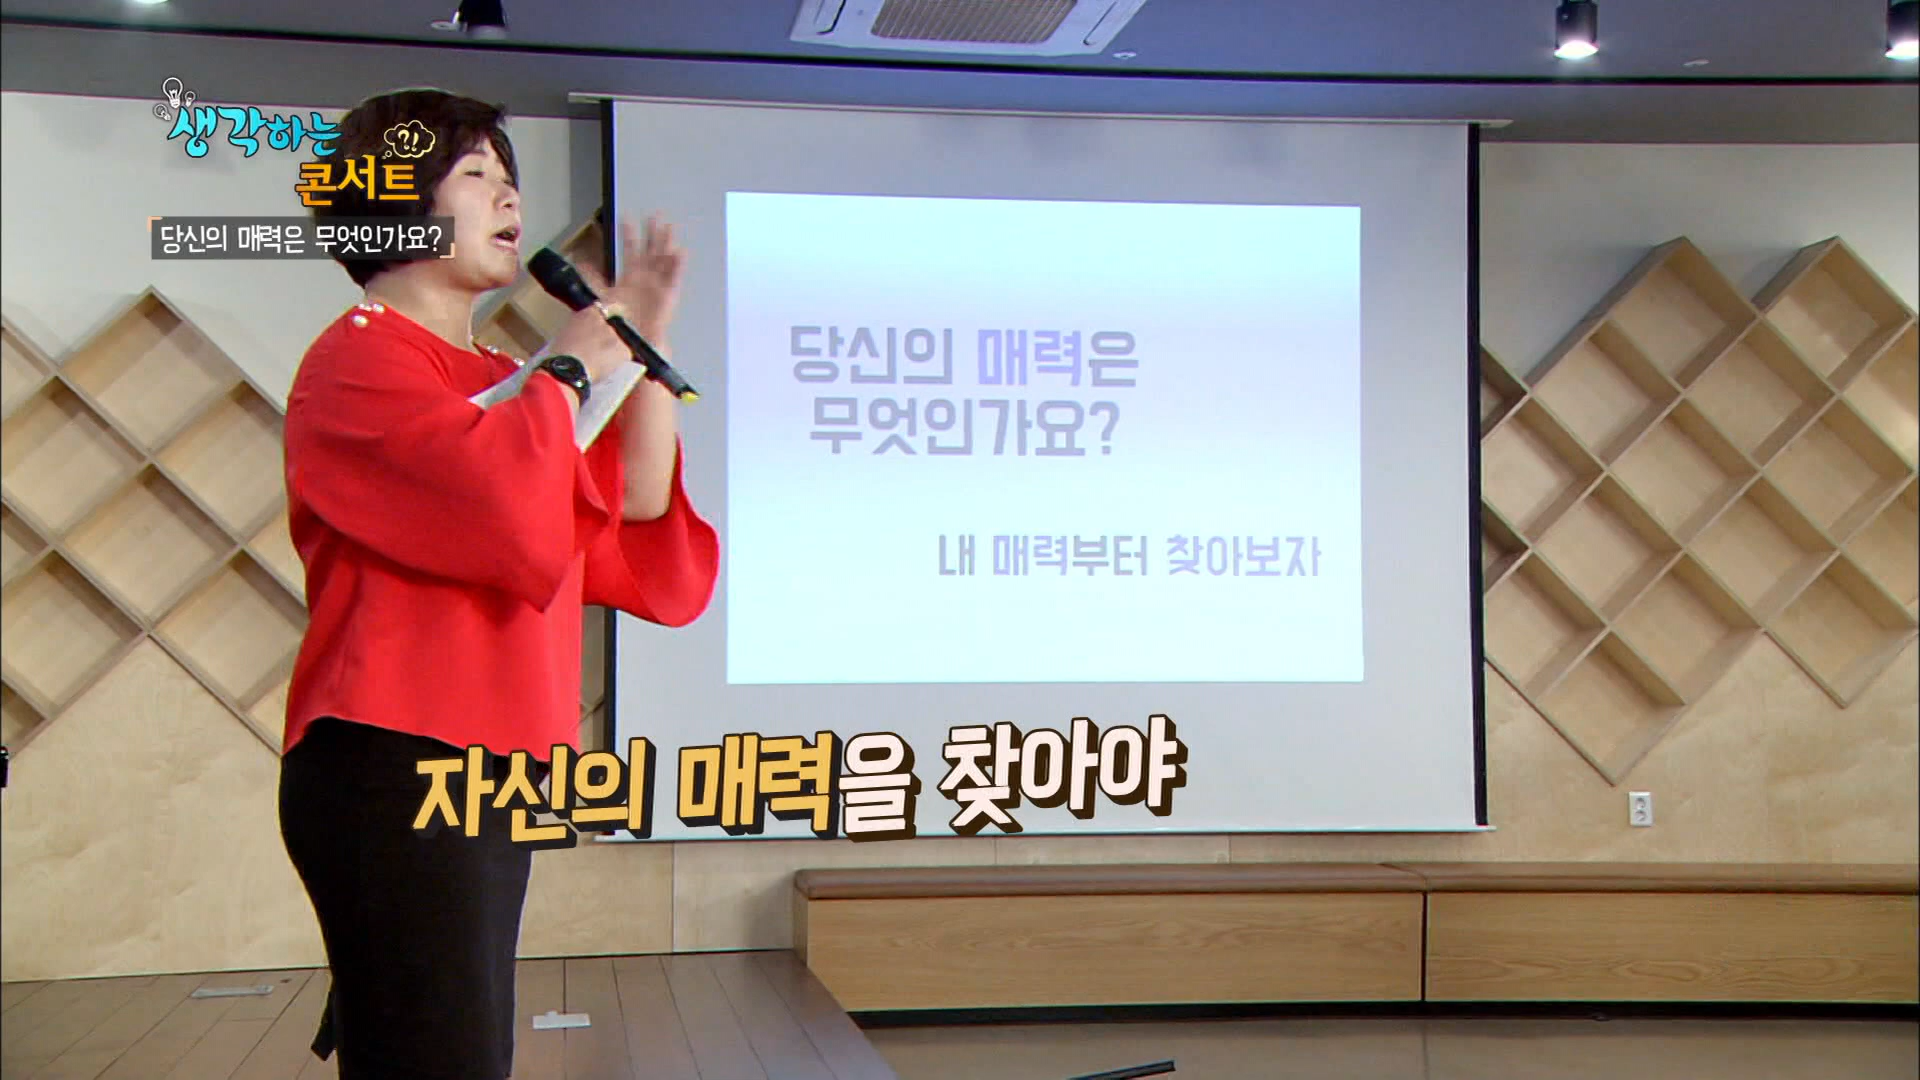 생각하는
?!
콘서트
당신의 매력은 무엇인가요?
당신의 매력은
무엇인가요?
내 매력부터 찾아보자
자신의 매력을 찾아야